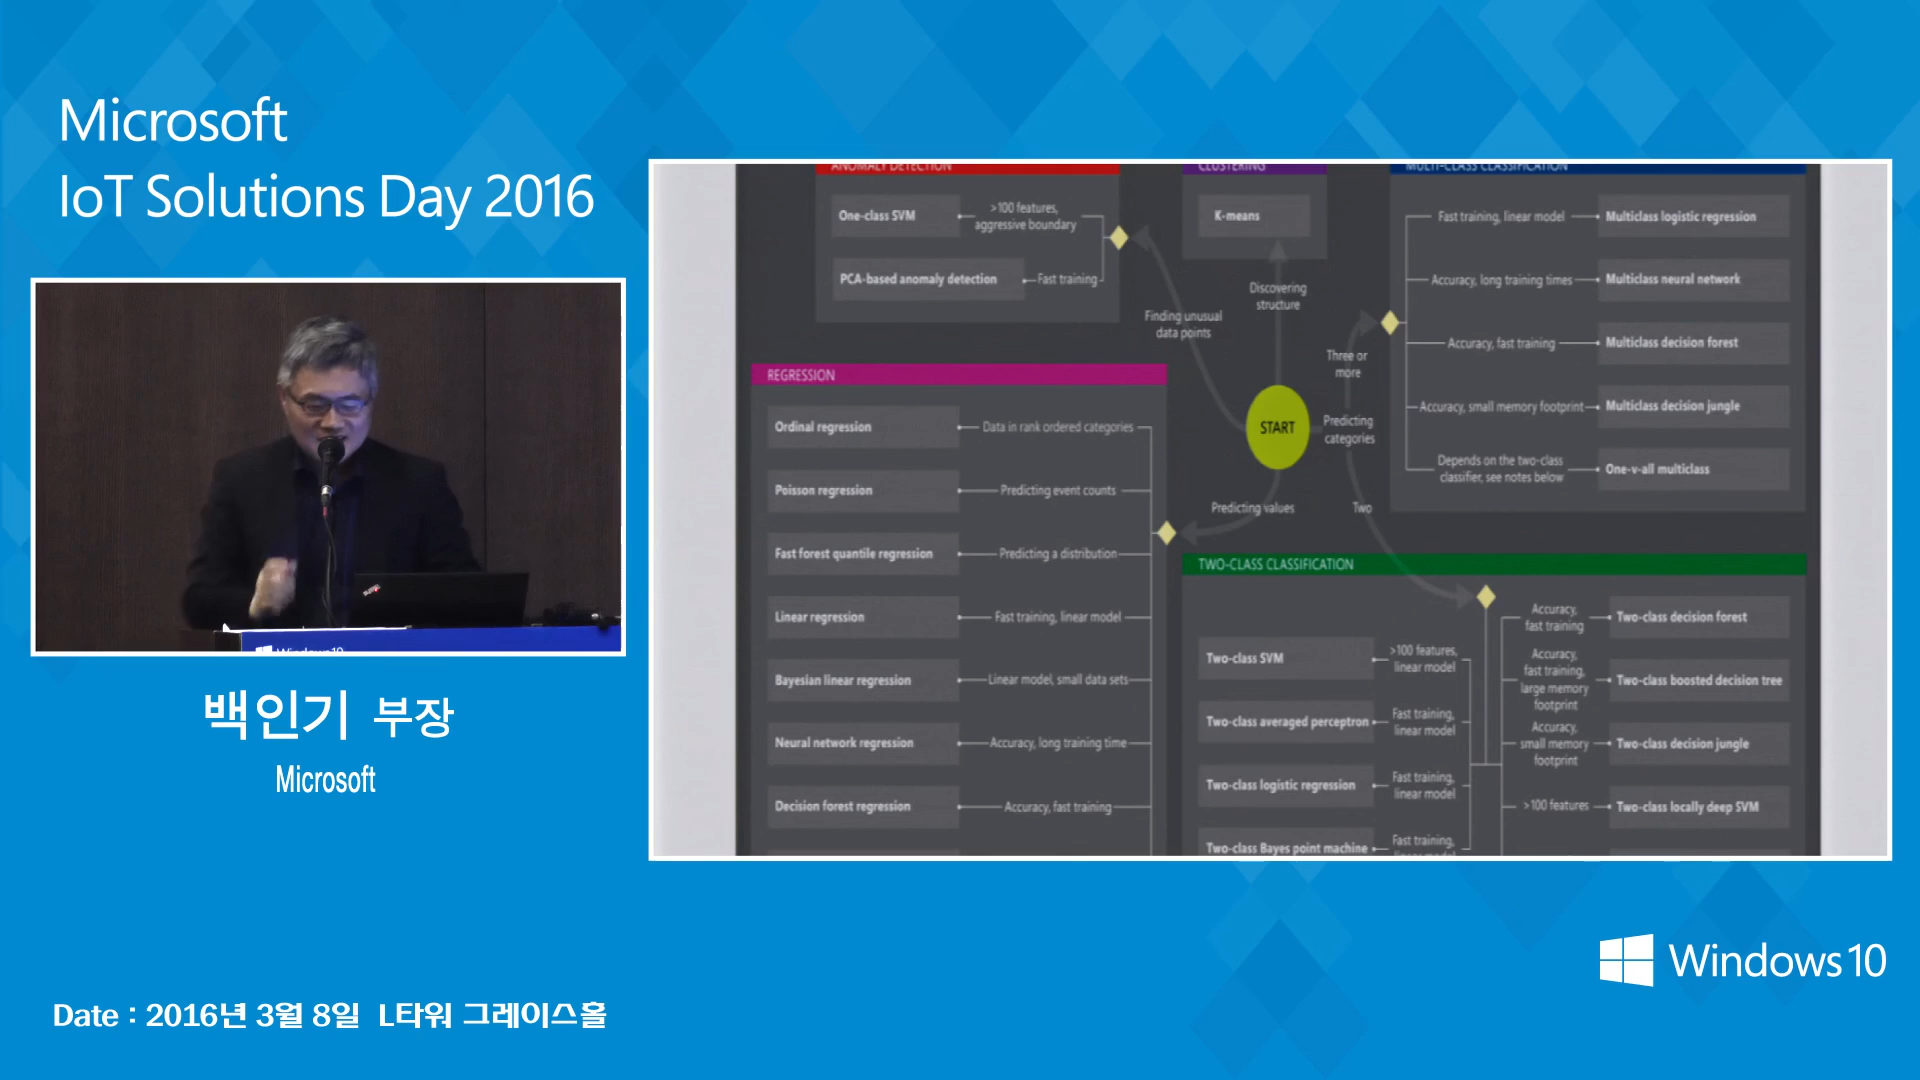 Microsoft
IoT Solutions Day 2016
백인기 부장
Microsoft
Date : 2016년 3월 8일 L타워 그레이스홀
Windows 10
Windows10
ANOMALY DETECTION
One-class SVM
>100 features,
aggressive boundary
PCA-based anomaly detection
Fast training
CLUSTERING
K-means
Discovering
structure
Finding unusual
data points
MULTI-CLASS CLASSIFICATION
Fast training, linear model
Multiclass logistic regression
Accuracy, long training times
Multiclass neural network
Accuracy, fast training
Multiclass decision forest
Accuracy, small memory footprint
Multiclass decision jungle
Depends on the two-class
classifier, see notes below
One-v-all multiclass
Three or
more
START
Predicting
categories
Predicting values
Two
REGRESSION
Ordinal regression
Data in rank ordered categories
Poisson regression
Predicting event counts
Fast forest quantile regression
Predicting a distribution
Linear regression
Fast training, linear model
Bayesian linear regression
Linear model, small data sets
Neural network regression
Accuracy, long training time
Decision forest regression
Accuracy, fast training
TWO-CLASS CLASSIFICATION
Two-class SVM
>100 features,
linear model
Two-class averaged perceptron
Fast training,
linear model
Two-class logistic regression
Fast training,
linear model
Two-class Bayes point machine
Fast training,
linear model
Accuracy,
fast training
Two-class decision forest
Accuracy,
fast training,
large memory
footprint
Two-class boosted decision tree
Accuracy,
small memory
footprint
Two-class decision jungle
>100 features
Two-class locally deep SVM